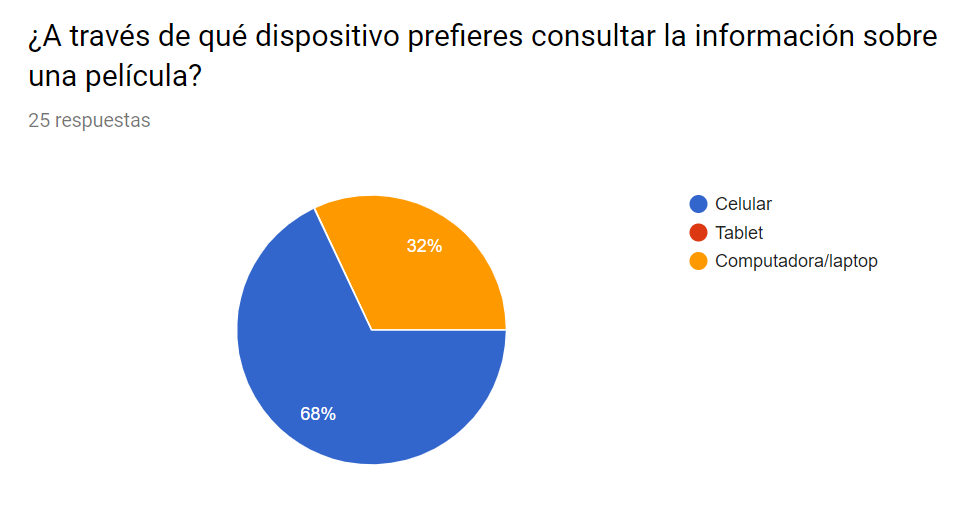 ¿A través de qué dispositivo prefieres consultar la información sobre
una película?
25 respuestas
Celular
Tablet
Computadora/laptop
32%
68%